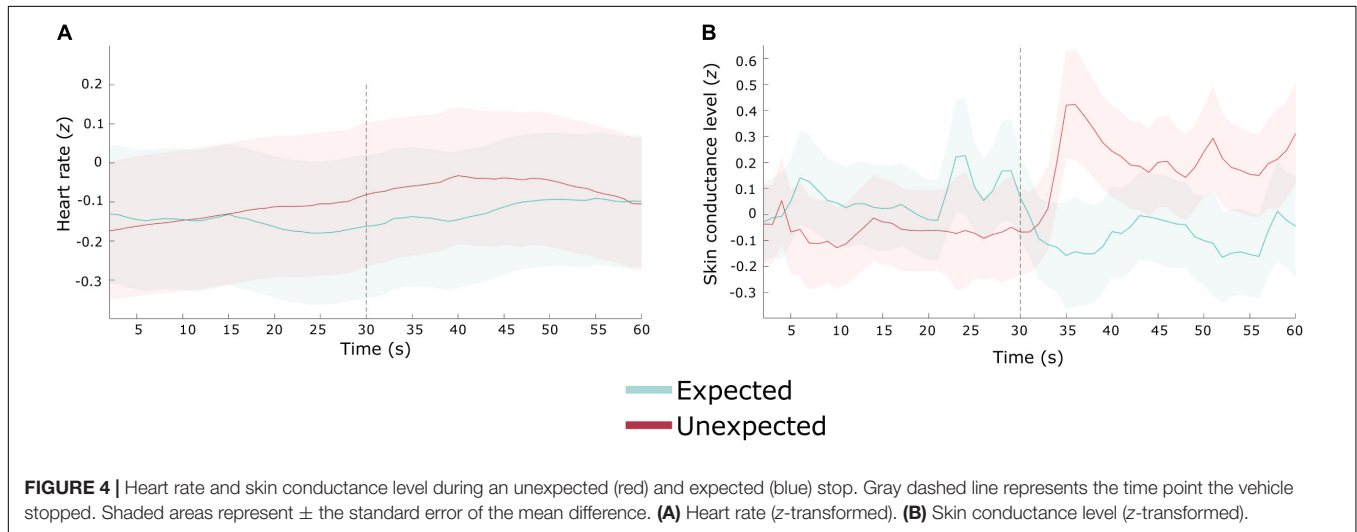 A
Heart rate (z)
0.2
0.1
0
-0.1
-0.2
-0.3
5 10 15 20 25 30 35 40 45 50 55 60
Time (s)
B
Skin conductance level (z)
0.6
0.5
0.4
0.3
0.2
0.1
0
-0.1
-0.2
-0.3
5 10 15 20 25 30 35 40 45 50 55 60
Time (s)
Expected
Unexpected
FIGURE 4 | Heart rate and skin conductance level during an unexpected (red) and expected (blue) stop. Gray dashed line represents the time point the vehicle
stopped. Shaded areas represent ± the standard error of the mean difference. (A) Heart rate (z-transformed). (B) Skin conductance level (z-transformed).